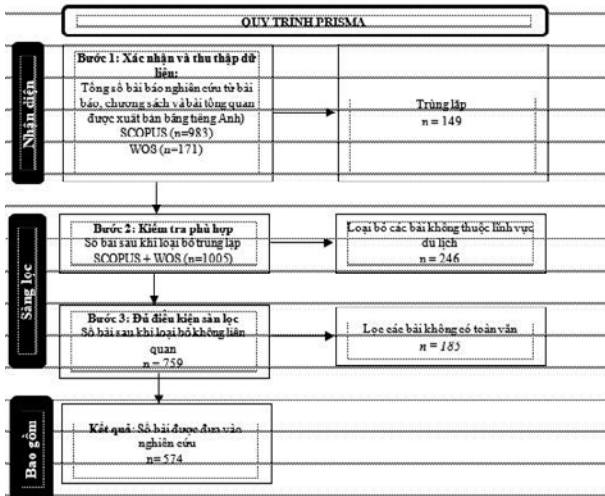 QUY TRÌNH PRISMA
Nhận diện
Bước 1: Xác nhận và thu thập dữ
liệu:
Tổng số bài báo nghiên cứu từ bài
báo, chương sách và bài tổng quan
được xuất bản bằng tiếng Anh)
SCOPUS (n=983)
WOS (n=171)
Trùng lặp
n = 149
Sàng lọc
Bước 2: Kiểm tra phù hợp
Số bài sau khi loại bỏ trùng lặp
SCOPUS + WOS (n=1005)
Loại bỏ các bài không thuộc lĩnh vực
du lịch
n = 246
Bước 3: Đủ điều kiện sàn lọc
Số bài sau khi loại bỏ không liên
quan
n = 759
Lọc các bài không có toàn văn
n = 185
Bao gồm
Kết quả: Số bài được đưa vào
nghiên cứu
n= 574